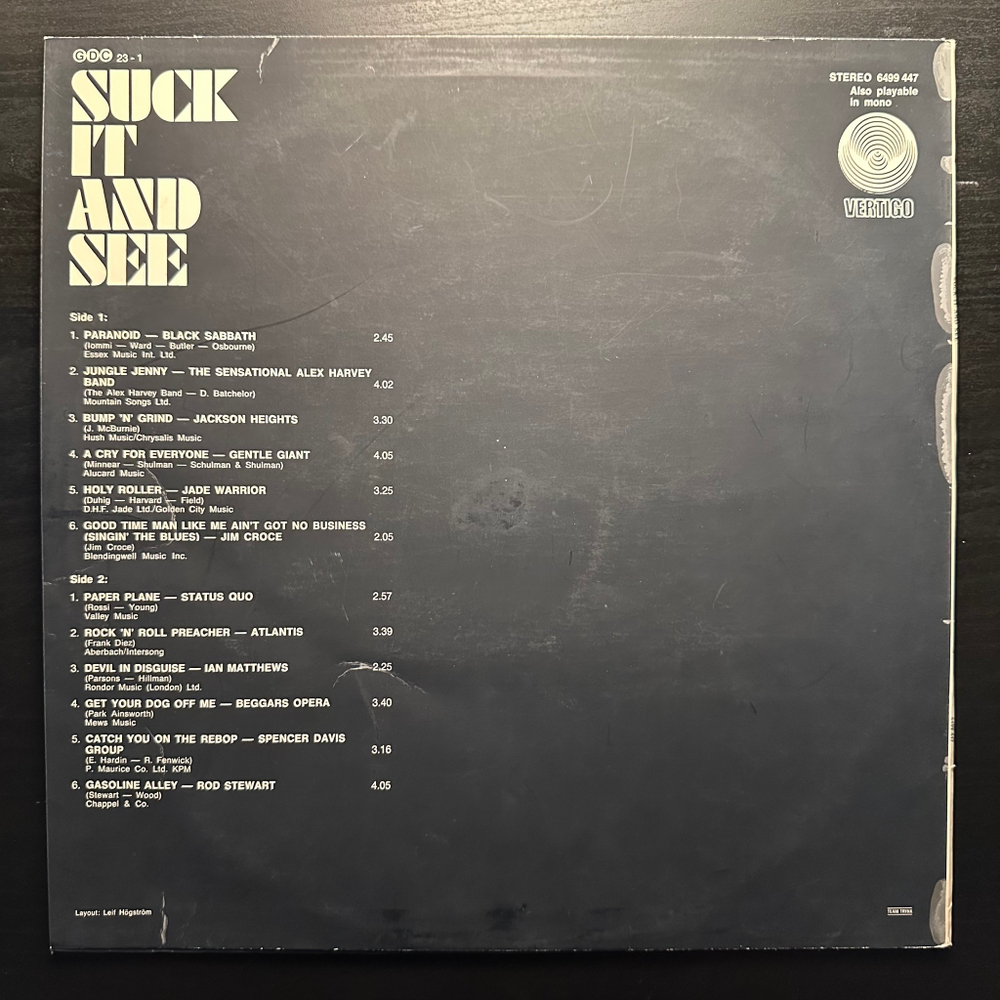 GDC 23-1
SUCK
IT
AND
SEE
STEREO 6499 447
Also playable
in mono
VERTIGO
Side 1:
1. PARANOID — BLACK SABBATH 2.45
(Iommi — Ward — Butler — Osbourne)
Essex Music Int. Ltd.
2. JUNGLE JENNY — THE SENSATIONAL ALEX HARVEY
BAND 4.02
(The Alex Harvey Band — D. Batchelor)
Mountain Songs Ltd.
3. BUMP 'N' GRIND — JACKSON HEIGHTS 3.30
(J. McBurnie)
Hush Music/Chrysalis Music
4. A CRY FOR EVERYONE — GENTLE GIANT 4.05
(Minnear — Shulman — Schulman & Shulman)
Alucard Music
5. HOLY ROLLER — JADE WARRIOR 3.25
(Duhig — Harvard — Field)
D.H.F. Jade Ltd./Golden City Music
6. GOOD TIME MAN LIKE ME AIN'T GOT NO BUSINESS
(SINGIN' THE BLUES) — JIM CROCE 2.05
(Jim Croce)
Blendingwell Music Inc.
Side 2:
1. PAPER PLANE — STATUS QUO 2.57
(Rossi — Young)
Valley Music
2. ROCK 'N' ROLL PREACHER — ATLANTIS 3.39
(Frank Diez)
Aberbach/Intersong
3. DEVIL IN DISGUISE — IAN MATTHEWS 2.25
(Parsons — Hillman)
Rondor Music (London) Ltd.
4. GET YOUR DOG OFF ME — BEGGARS OPERA 3.40
(Park Ainsworth)
Mews Music
5. CATCH YOU ON THE REBOP — SPENCER DAVIS
GROUP 3.16
(E. Hardin — R. Fenwick)
P. Maurice Co. Ltd. KPM
6. GASOLINE ALLEY — ROD STEWART 4.05
(Stewart — Wood)
Chappel & Co.
Layout: Leif Högström